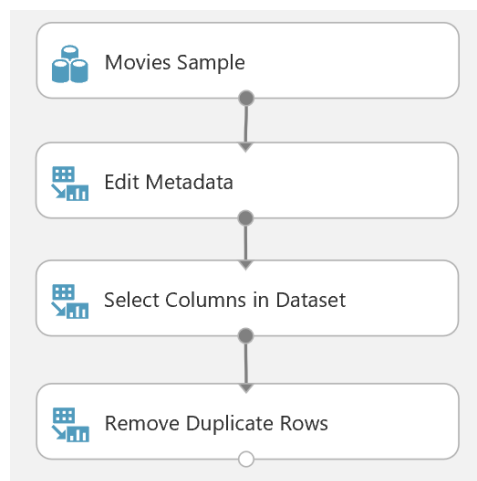 Movies Sample
Edit Metadata
Select Columns in Dataset
Remove Duplicate Rows